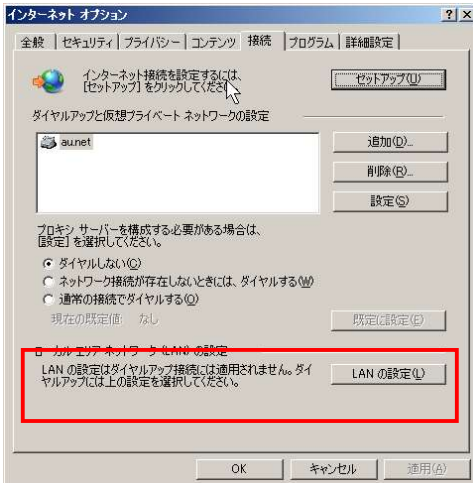 インターネット オプション
全般 セキュリティ プライバシー コンテンツ 接続 プログラム 詳細設定
インターネット接続を設定するには、
[セットアップ] をクリックしてくださ
セットアップ(U)
ダイヤルアップと仮想プライベート ネットワークの設定
au.net
追加(D)...
削除(R)...
設定(S)
プロキシ サーバーを構成する必要がある場合は、
[設定] を選択してください。
ダイヤルしない(C)
ネットワーク接続が存在しないときには、ダイヤルする(W)
通常の接続でダイヤルする(O)
現在の既定値: なし
既定に設定(E)
ローカル エリア ネットワーク (LAN) の設定
LAN の設定はダイヤルアップ接続には適用されません。ダイ
ヤルアップには上の設定を選択してください。
LAN の設定(L)
OK キャンセル 適用(A)